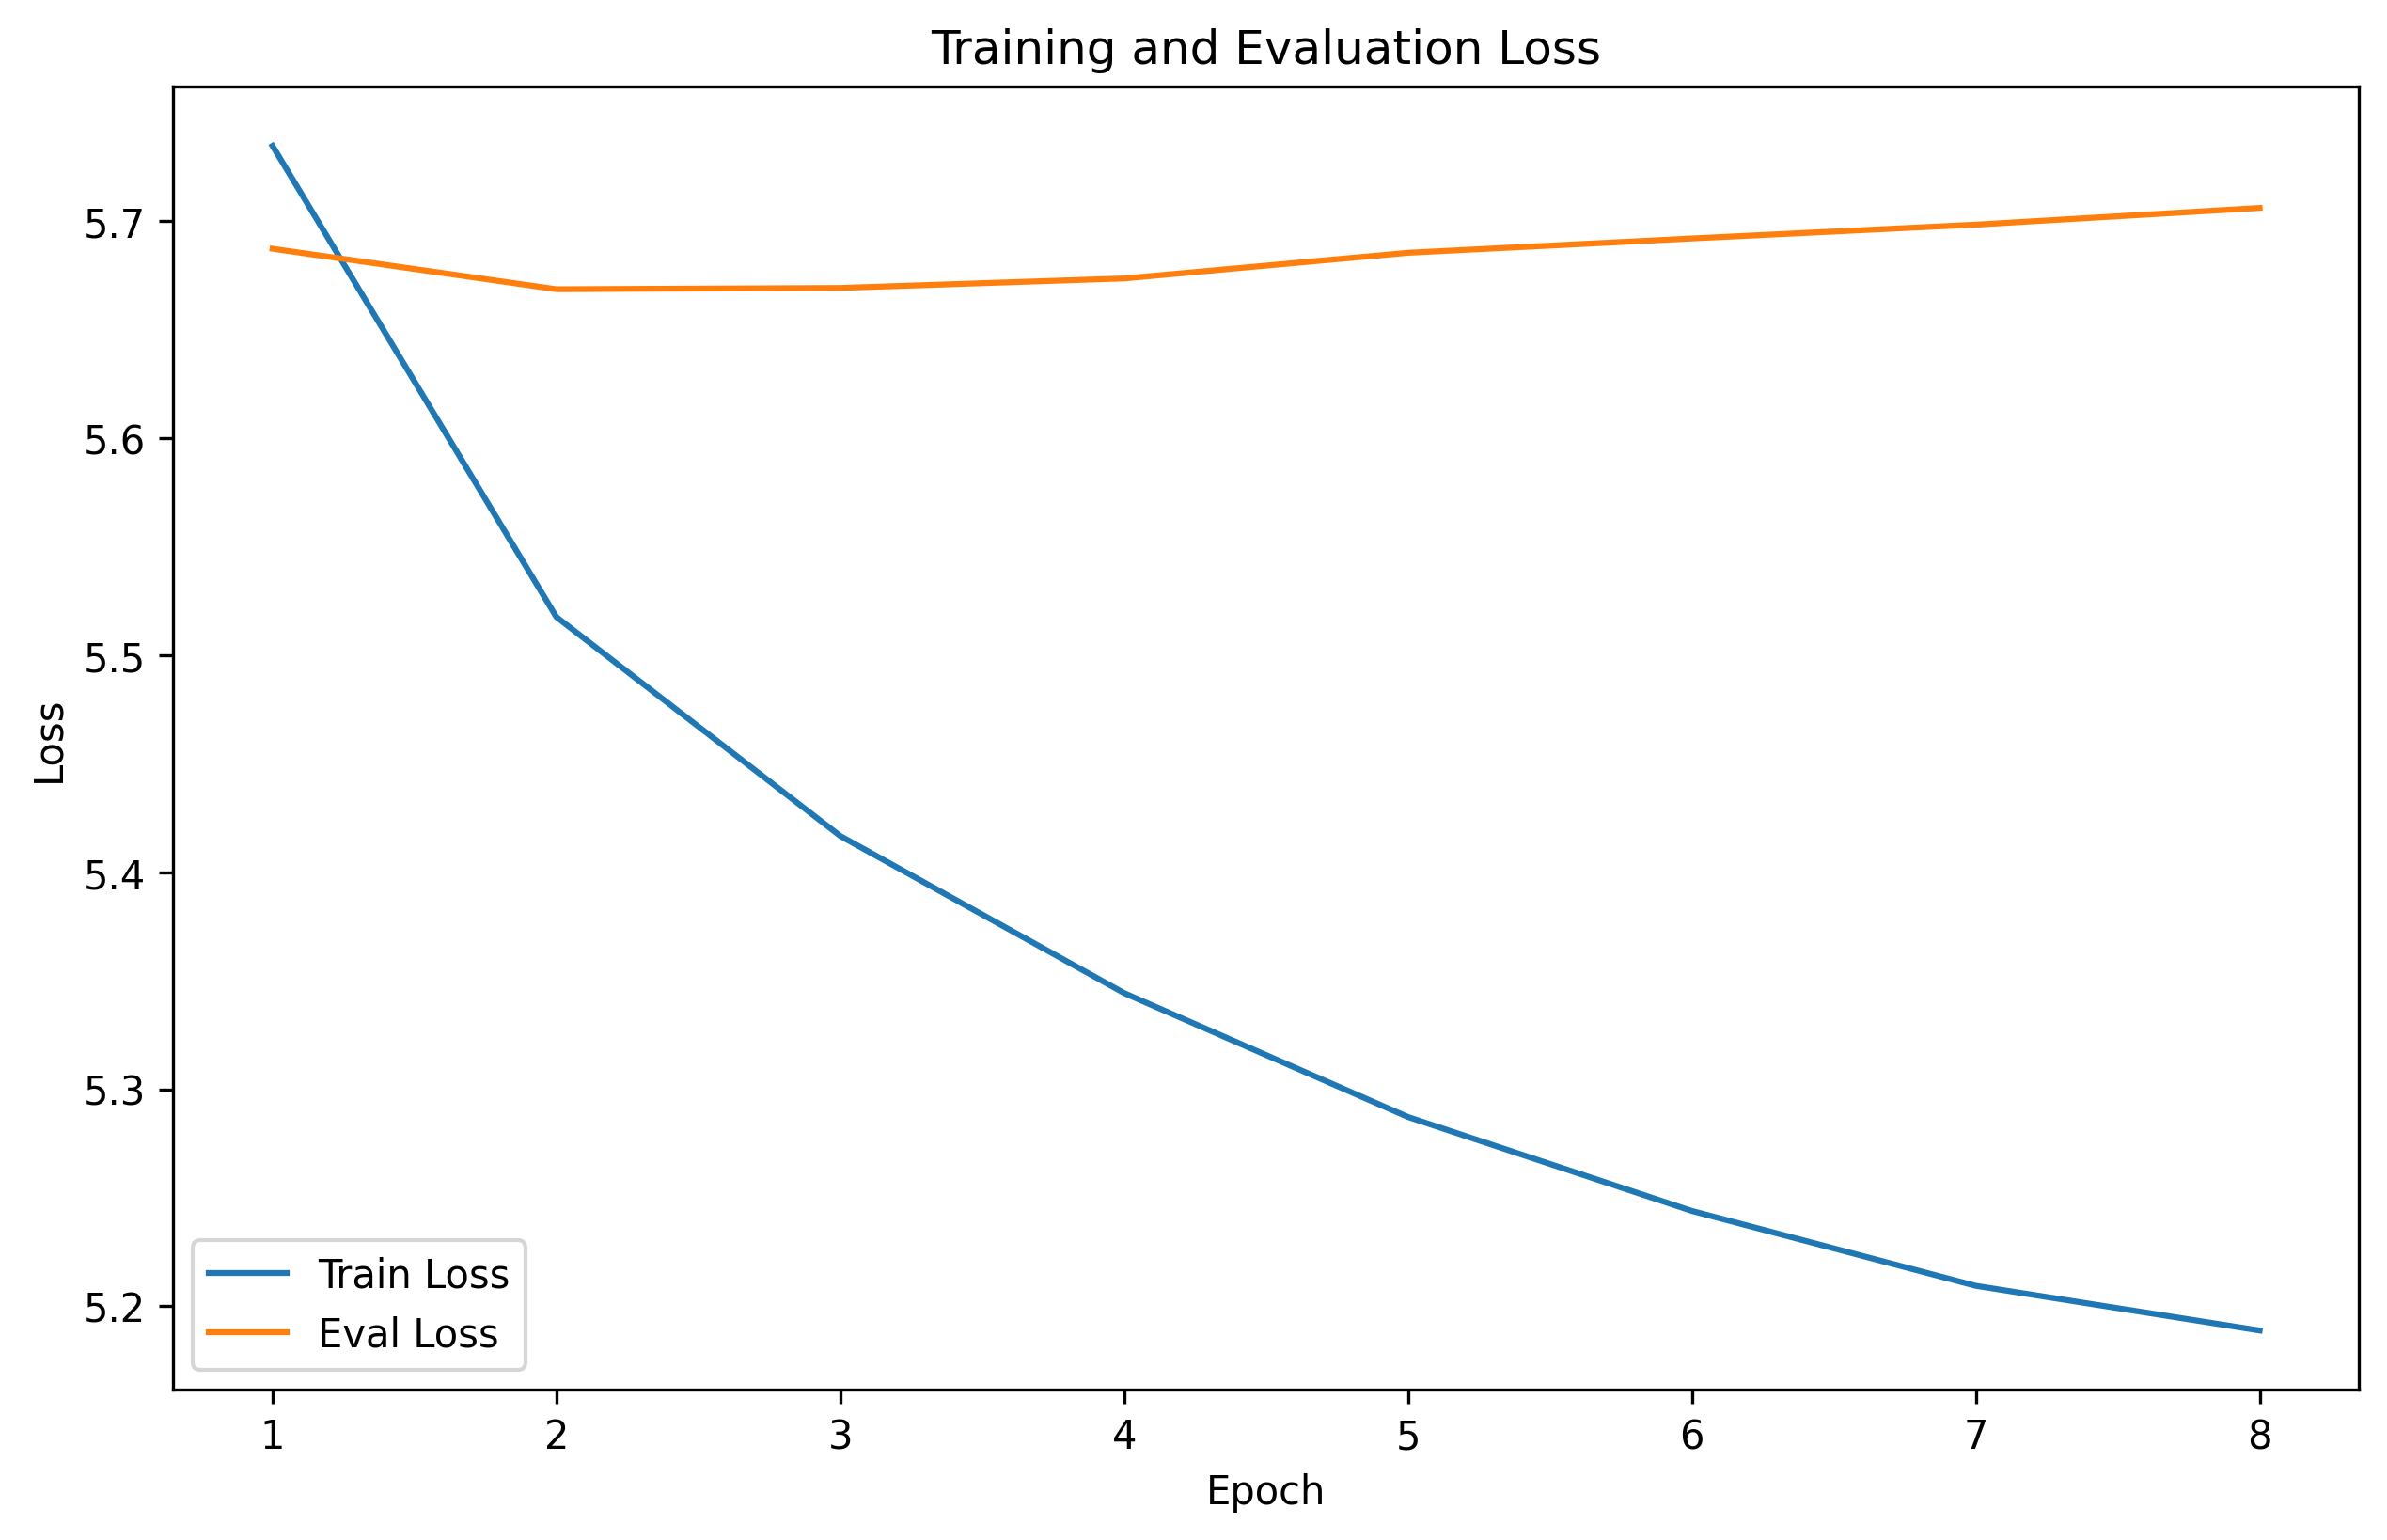 Training and Evaluation Loss
5.7
5.6
5.5
5.4
5.3
5.2
Loss
Train Loss
Eval Loss
1 2 3 4 5 6 7 8
Epoch